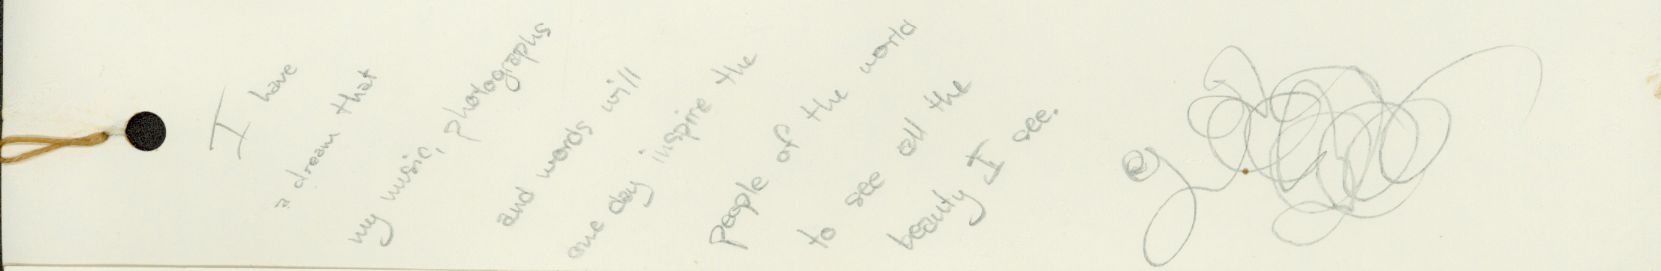 I have
a dream that
my music, photographs
and words will
one day inspire the
people of the world
to see all the
beauty I see.